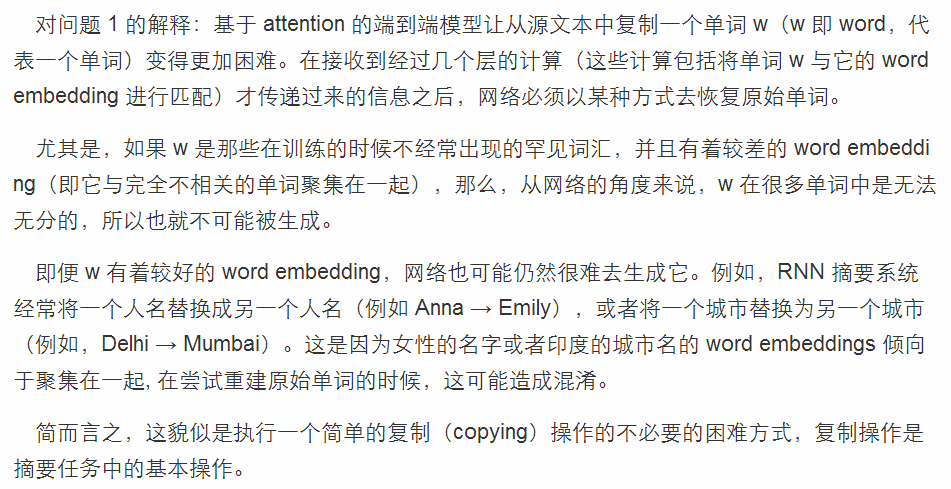 对问题 1 的解释：基于 attention 的端到端模型让从源文本中复制一个单词 w（w 即 word，代
表一个单词）变得更加困难。在接收到经过几个层的计算（这些计算包括将单词 w 与它的 word
embedding 进行匹配）才传递过来的信息之后，网络必须以某种方式去恢复原始单词。
尤其是，如果 w 是那些在训练的时候不经常出现的罕见词汇，并且有着较差的 word embeddi
ng（即它与完全不相关的单词聚集在一起），那么，从网络的角度来说，w 在很多单词中是无法
无分的，所以也就不可能被生成。
即便 w 有着较好的 word embedding，网络也可能仍然很难去生成它。例如，RNN 摘要系统
经常将一个人名替换成另一个人名（例如 Anna → Emily），或者将一个城市替换为另一个城市
（例如，Delhi → Mumbai）。这是因为女性的名字或者印度的城市名的 word embeddings 倾向
于聚集在一起, 在尝试重建原始单词的时候，这可能造成混淆。
简而言之，这貌似是执行一个简单的复制（copying）操作的不必要的困难方式，复制操作是
摘要任务中的基本操作。